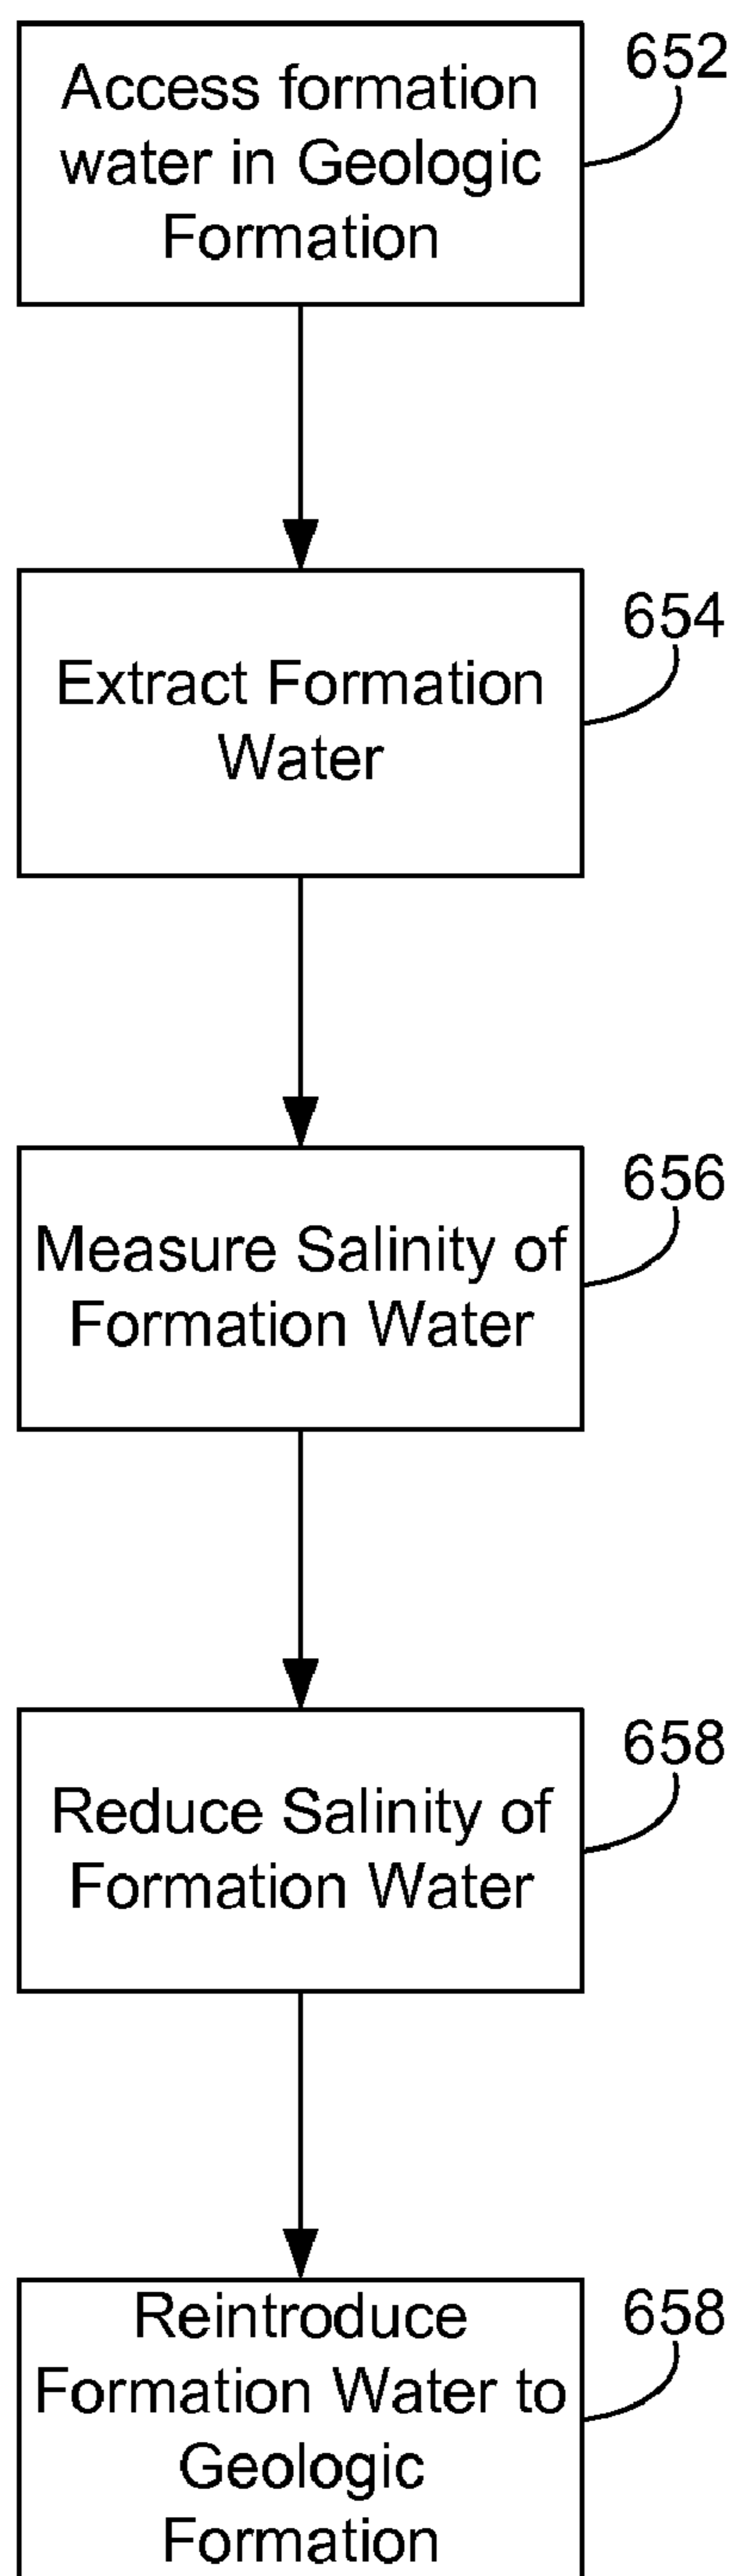 Access formation
water in Geologic
Formation
652
Extract Formation
Water
654
Measure Salinity of
Formation Water
656
Reduce Salinity of
Formation Water
658
Reintroduce
Formation Water to
Geologic
Formation
658